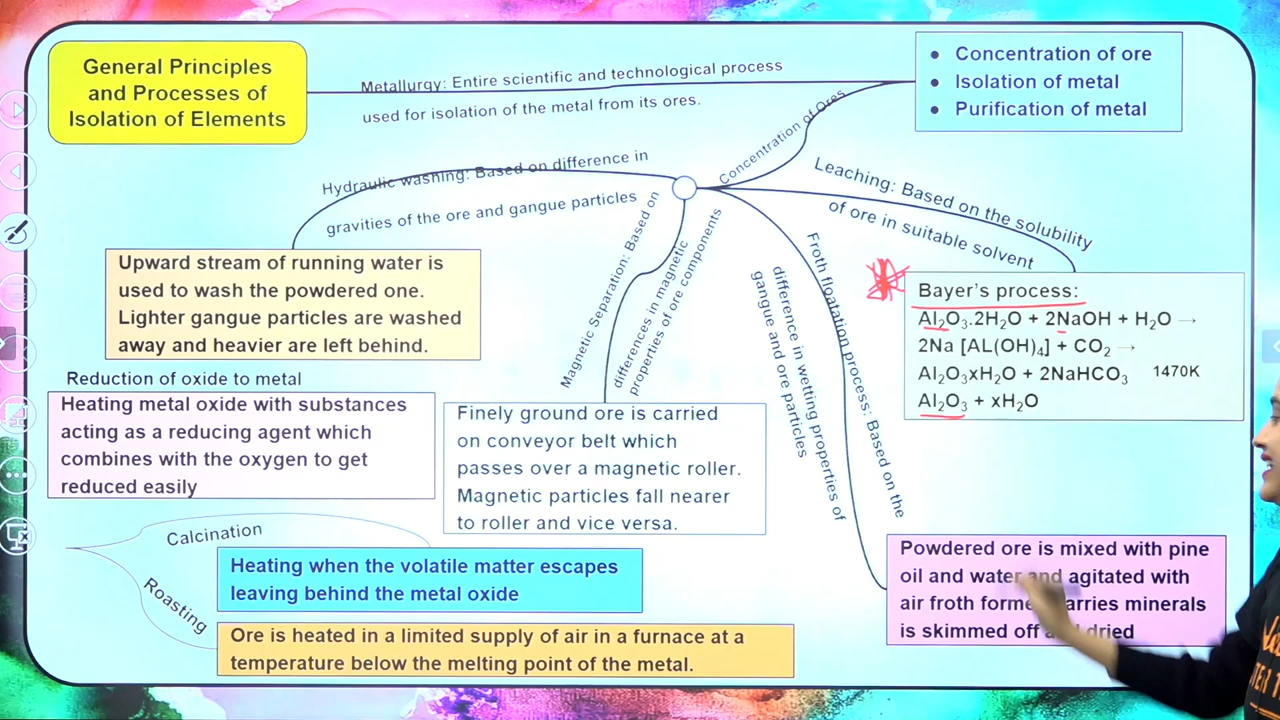 General Principles
and Processes of
Isolation of Elements
Metallurgy: Entire scientific and technological process
used for isolation of the metal from its ores.
• Concentration of ore
• Isolation of metal
• Purification of metal
Concentration of Ores
Hydraulic washing: Based on difference in
gravities of the ore and gangue particles
Upward stream of running water is
used to wash the powdered one.
Lighter gangue particles are washed
away and heavier are left behind.
Magnetic Separation: Based on
differences in magnetic
properties of ore components
Finely ground ore is carried
on conveyor belt which
passes over a magnetic roller.
Magnetic particles fall nearer
to roller and vice versa.
Froth floatation process: Based on the
difference in wetting properties of
gangue and ore particles
Powdered ore is mixed with pine
oil and water and agitated with
air froth forme carries minerals
is skimmed off and dried
Leaching: Based on the solubility
of ore in suitable solvent
Bayer's process:
Al₂O₃.2H₂O + 2NaOH + H₂O →
2Na [AL(OH)₄] + CO₂ →
Al₂O₃xH₂O + 2NaHCO₃ 1470K
Al₂O₃ + xH₂O
Reduction of oxide to metal
Heating metal oxide with substances
acting as a reducing agent which
combines with the oxygen to get
reduced easily
Calcination
Heating when the volatile matter escapes
leaving behind the metal oxide
Roasting
Ore is heated in a limited supply of air in a furnace at a
temperature below the melting point of the metal.